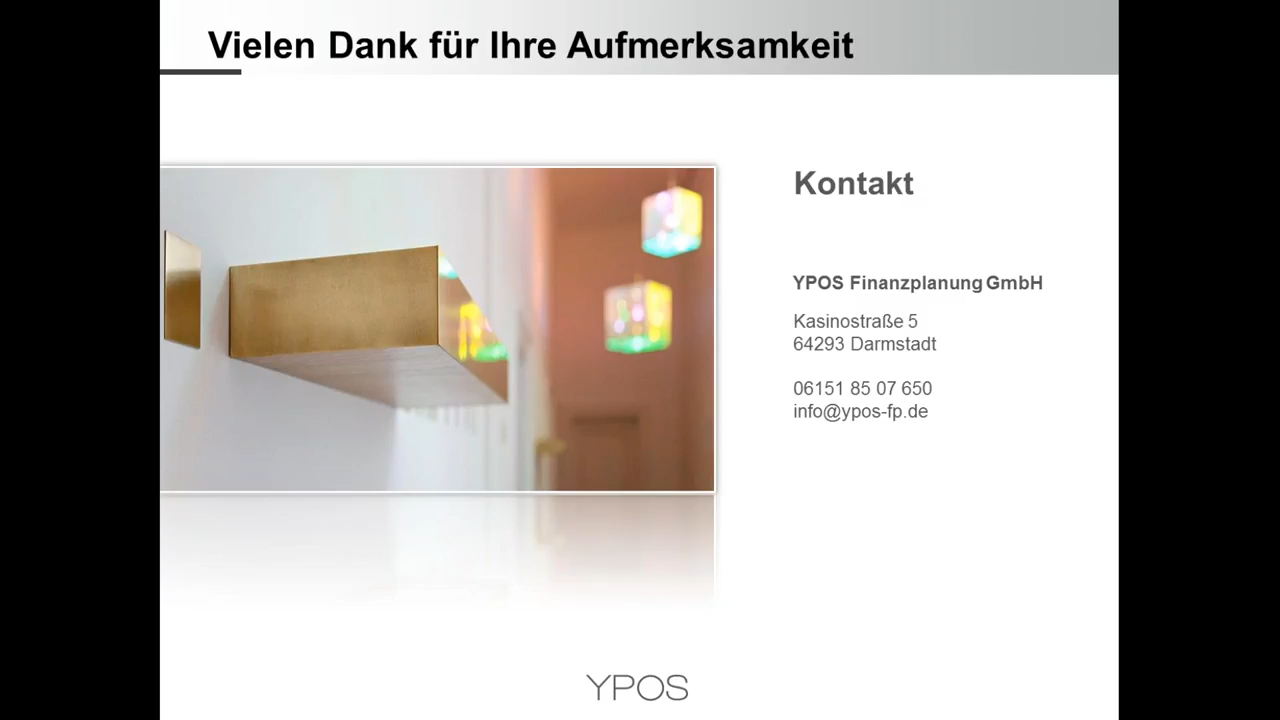 Vielen Dank für Ihre Aufmerksamkeit
Kontakt
YPOS Finanzplanung GmbH
Kasinostraße 5
64293 Darmstadt
06151 85 07 650
info@ypos-fp.de
YPOS